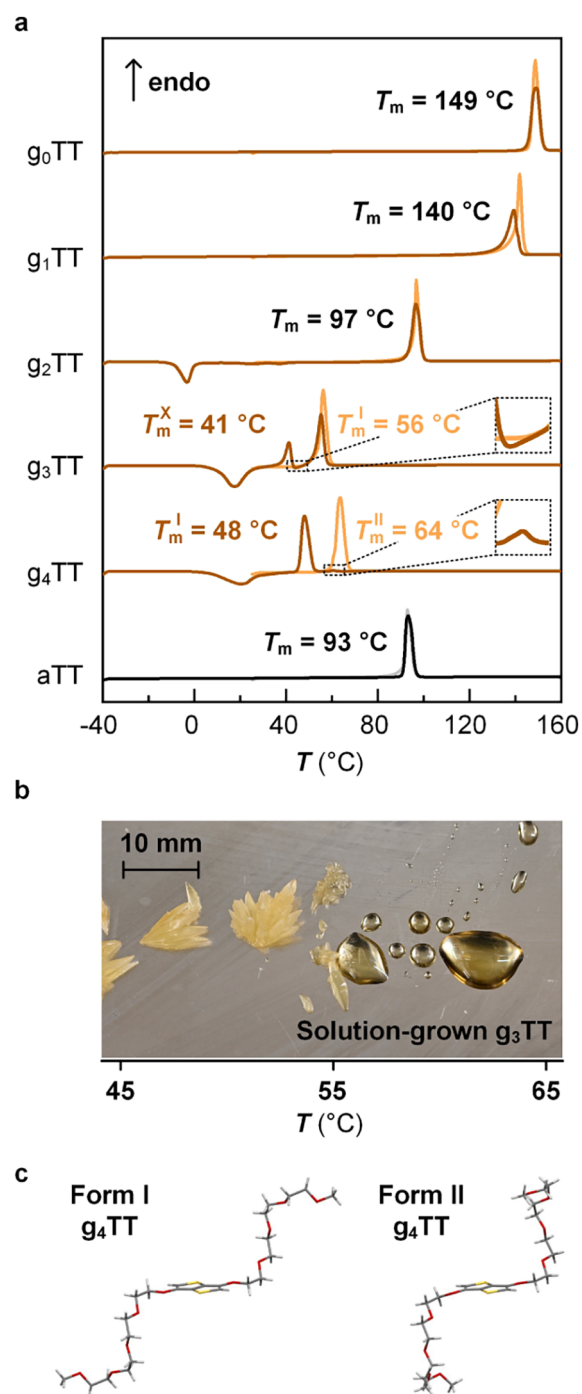 a
endo
Tm = 149 °C
g₀TT
Tm = 140 °C
g₁TT
Tm = 97 °C
g₂TT
TmX = 41 °C TmI = 56 °C
g₃TT
TmI = 48 °C TmII = 64 °C
g₄TT
Tm = 93 °C
aTT
-40 0 40 80 120 160
T (°C)
b
10 mm
Solution-grown g₃TT
45 55 65
T (°C)
c
Form I Form II
g₄TT g₄TT